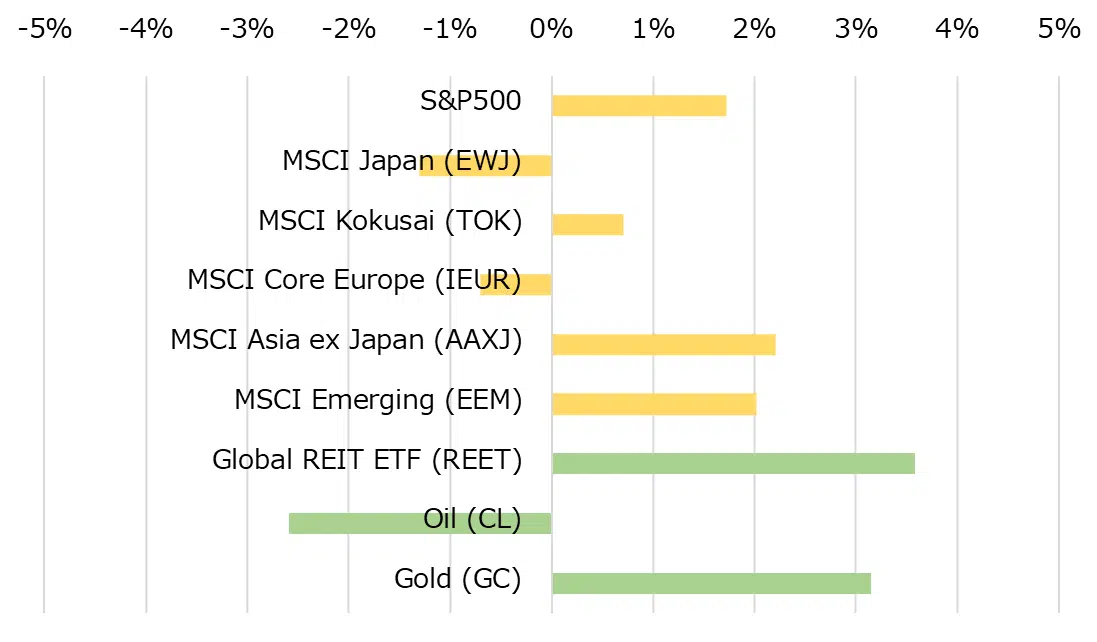 -5% -4% -3% -2% -1% 0% 1% 2% 3% 4% 5%
S&P500
MSCI Japan (EWJ)
MSCI Kokusai (TOK)
MSCI Core Europe (IEUR)
MSCI Asia ex Japan (AAXJ)
MSCI Emerging (EEM)
Global REIT ETF (REET)
Oil (CL)
Gold (GC)